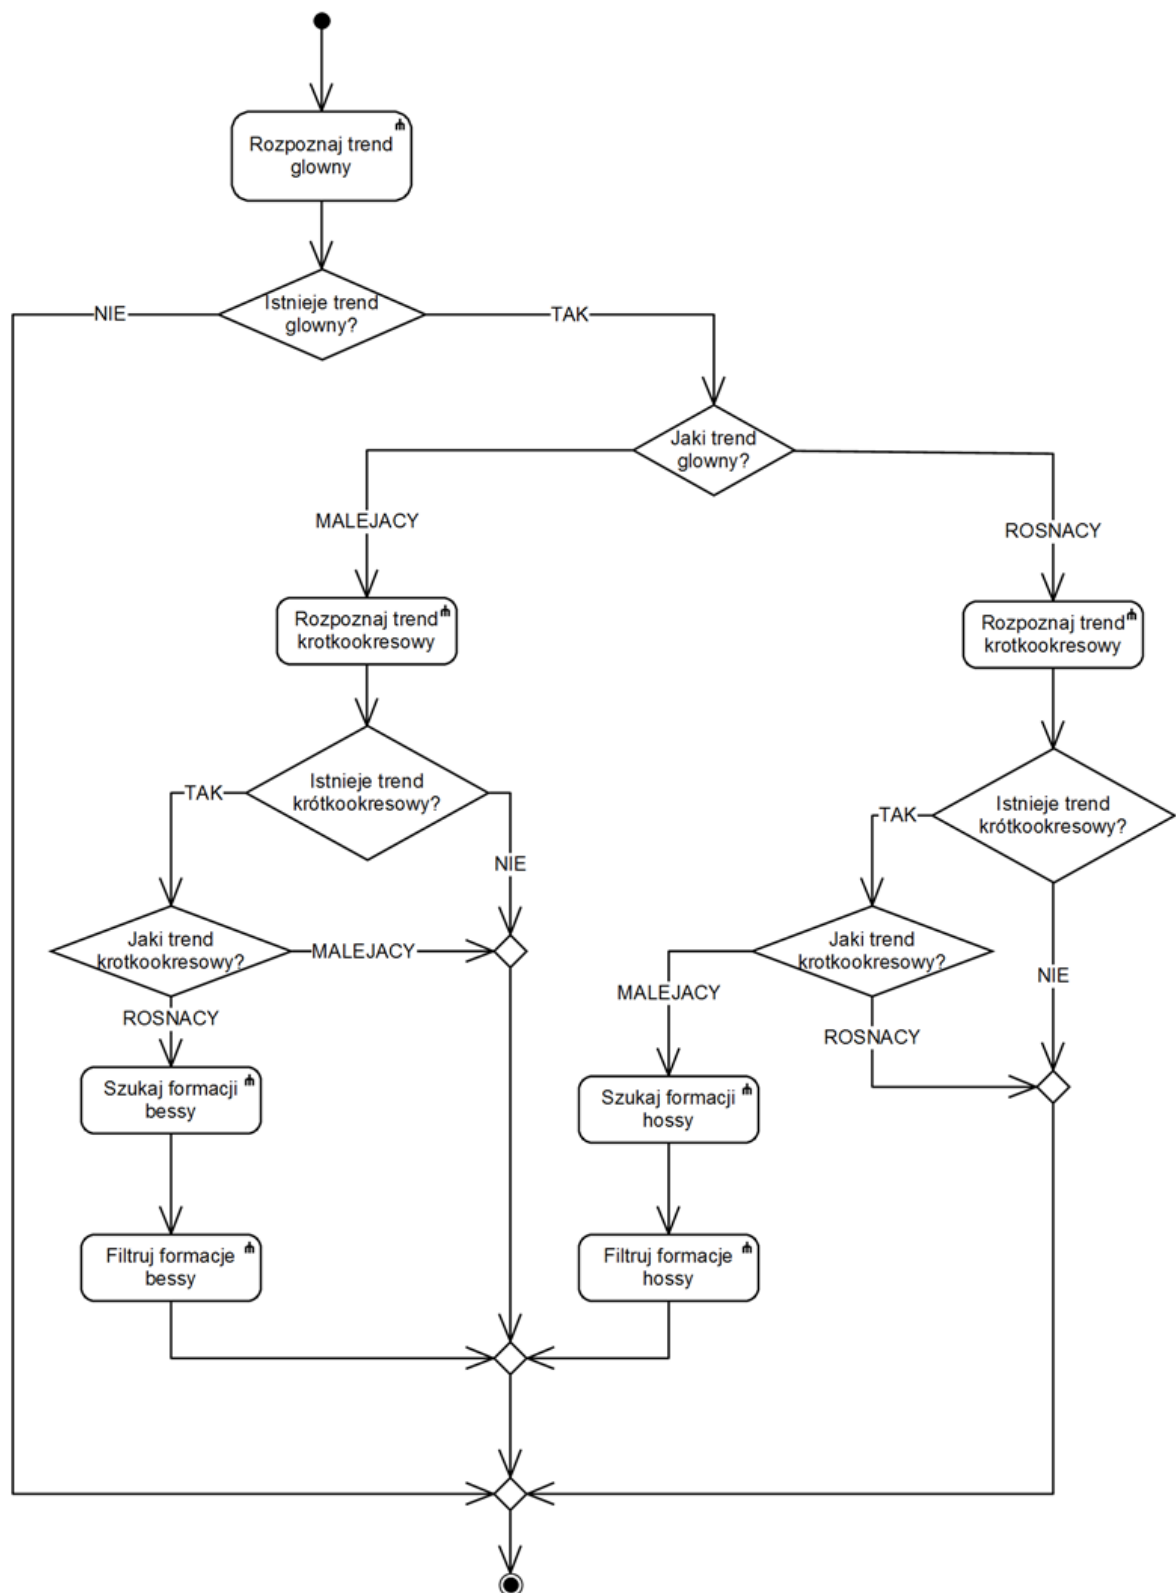 Rozpoznaj trend
glowny
Istnieje trend
glowny?
NIE
TAK
Jaki trend
glowny?
MALEJACY
ROSNACY
Rozpoznaj trend
krotkookresowy
Rozpoznaj trend
krotkookresowy
Istnieje trend
krótkookresowy?
TAK
NIE
Istnieje trend
krótkookresowy?
TAK
NIE
Jaki trend
krotkookresowy?
MALEJACY
ROSNACY
Jaki trend
krotkookresowy?
MALEJACY
ROSNACY
Szukaj formacji
bessy
Szukaj formacji
hossy
Filtruj formacje
bessy
Filtruj formacje
hossy